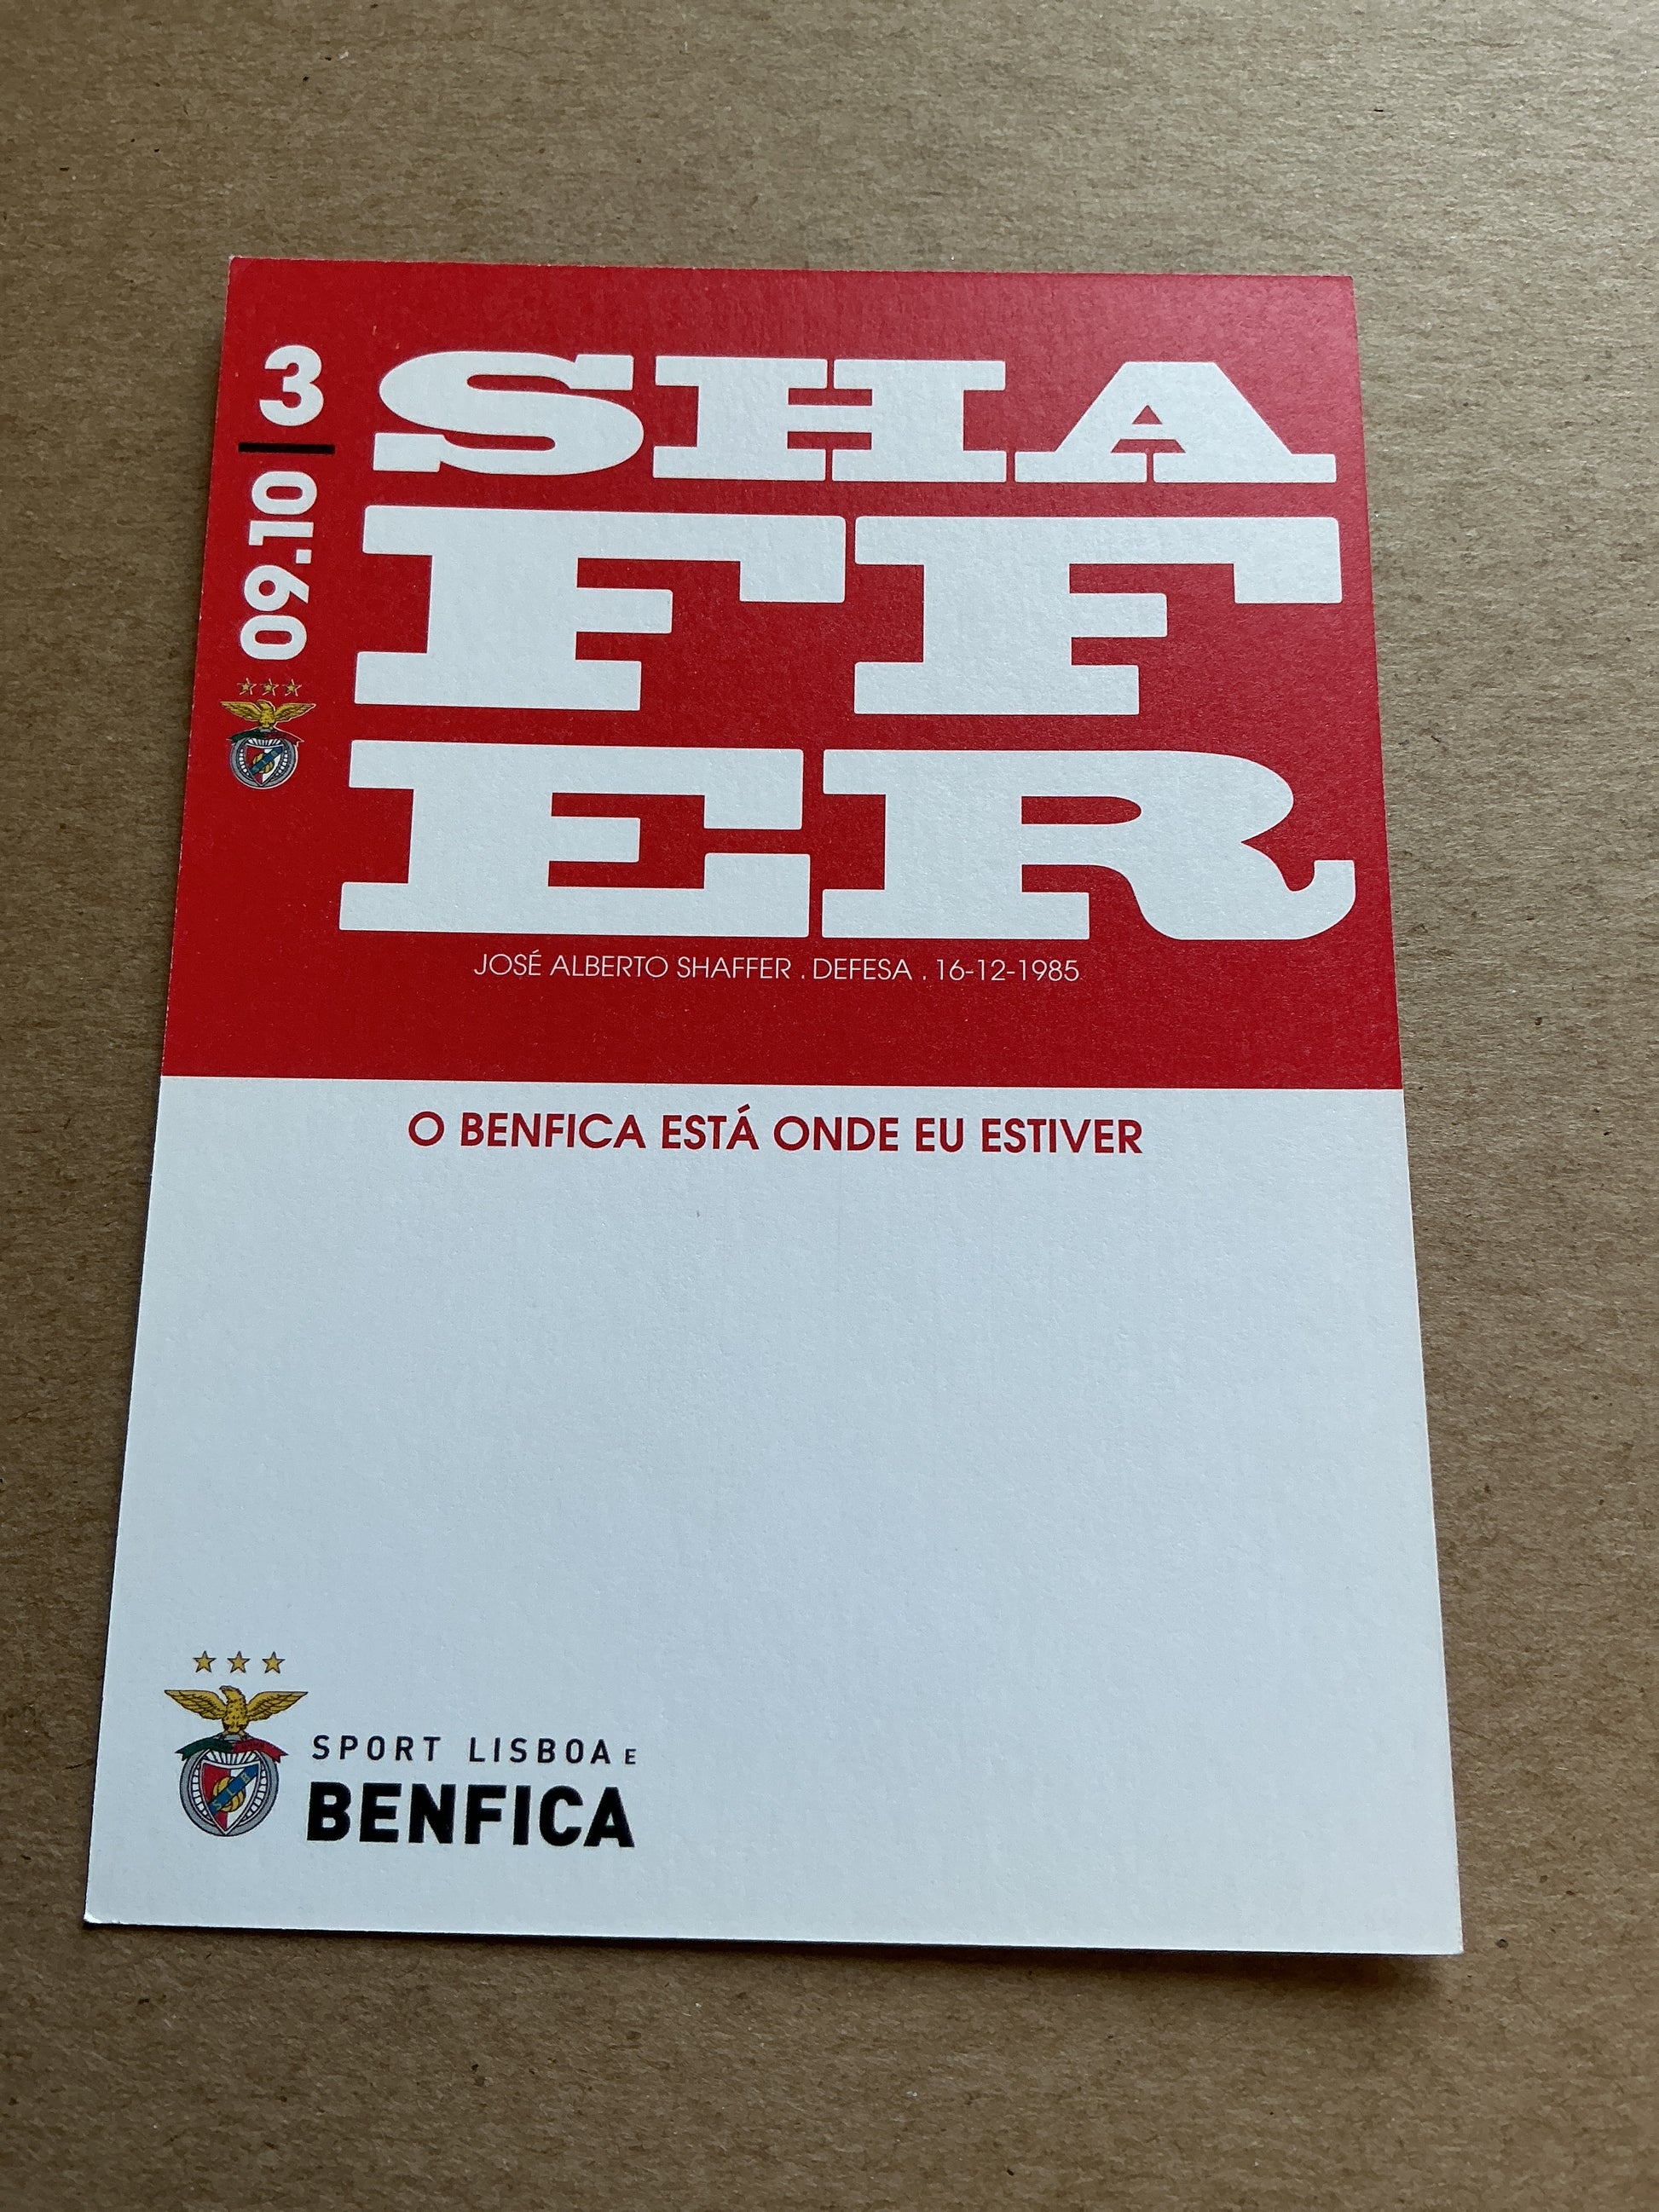 3
09.10
SHA
FF
ER
JOSÉ ALBERTO SHAFFER . DEFESA . 16-12-1985
O BENFICA ESTÁ ONDE EU ESTIVER
SPORT LISBOA E
BENFICA